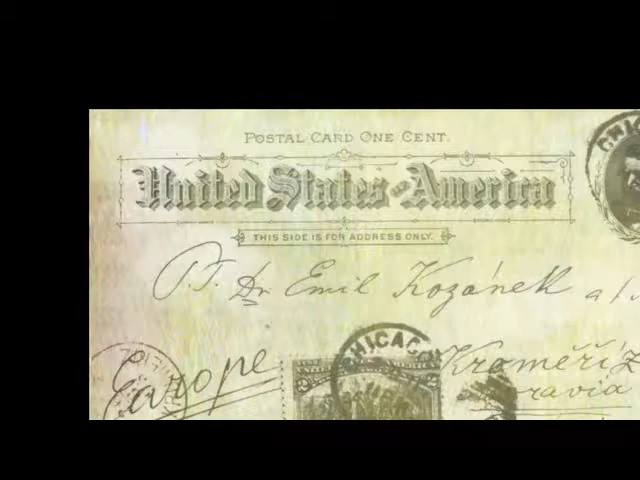 POSTAL CARD ONE CENT.
United States of America
THIS SIDE IS FOR ADDRESS ONLY.
Dr Emil Kozánek
Kroměříž
Europe
CHICAGO